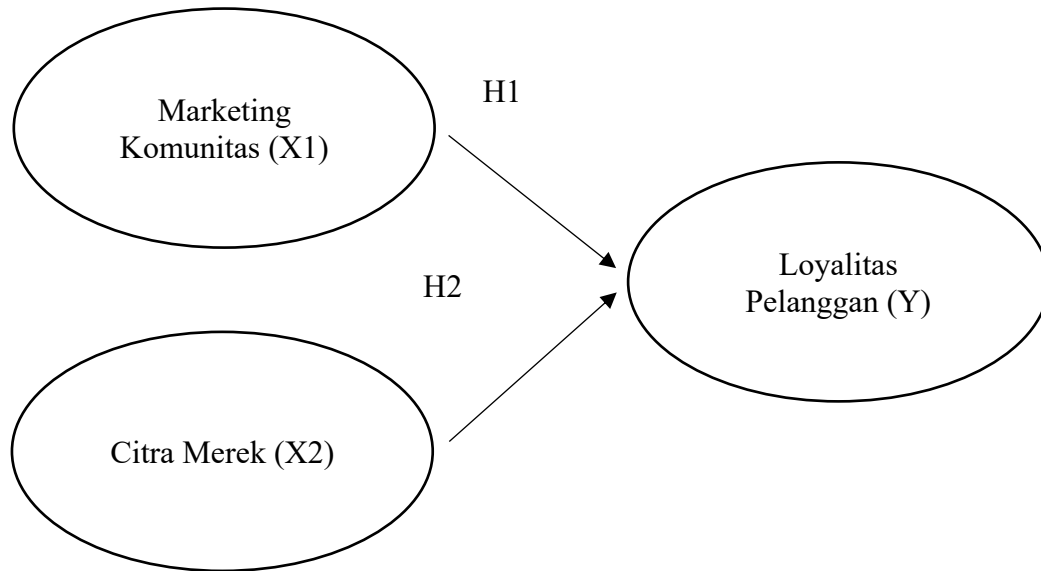 Marketing
Komunitas (X1)
H1
Loyalitas
Pelanggan (Y)
H2
Citra Merek (X2)